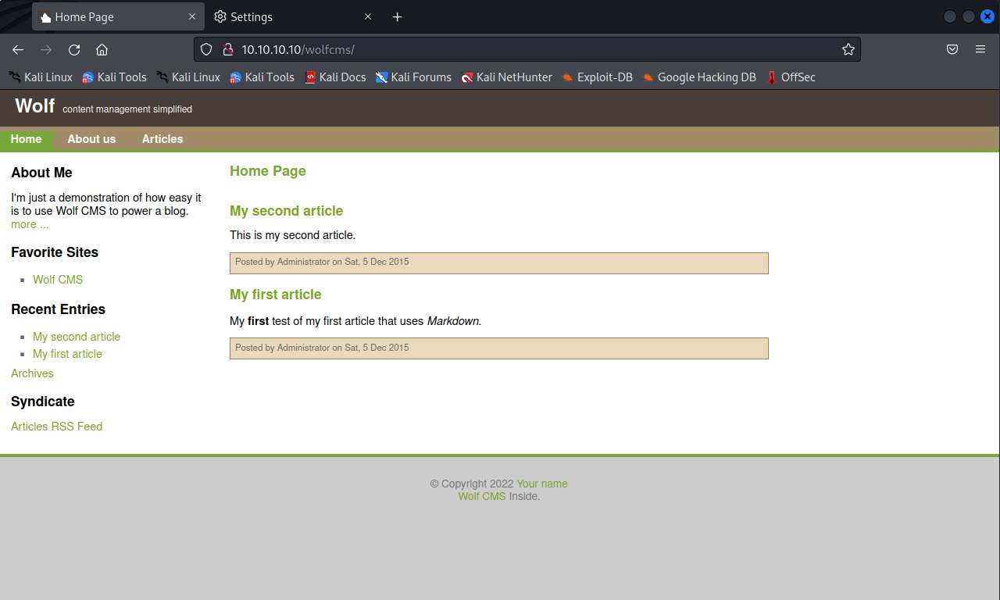 Home Page
Settings
10.10.10.10/wolfcms/
Kali Linux Kali Tools Kali Linux Kali Tools Kali Docs Kali Forums Kali NetHunter Exploit-DB Google Hacking DB OffSec
Wolf content management simplified
Home About us Articles
About Me
I'm just a demonstration of how easy it
is to use Wolf CMS to power a blog.
more ...
Favorite Sites
Wolf CMS
Recent Entries
My second article
My first article
Archives
Syndicate
Articles RSS Feed
Home Page
My second article
This is my second article.
Posted by Administrator on Sat, 5 Dec 2015
My first article
My first test of my first article that uses Markdown.
Posted by Administrator on Sat, 5 Dec 2015
© Copyright 2022 Your name
Wolf CMS Inside.